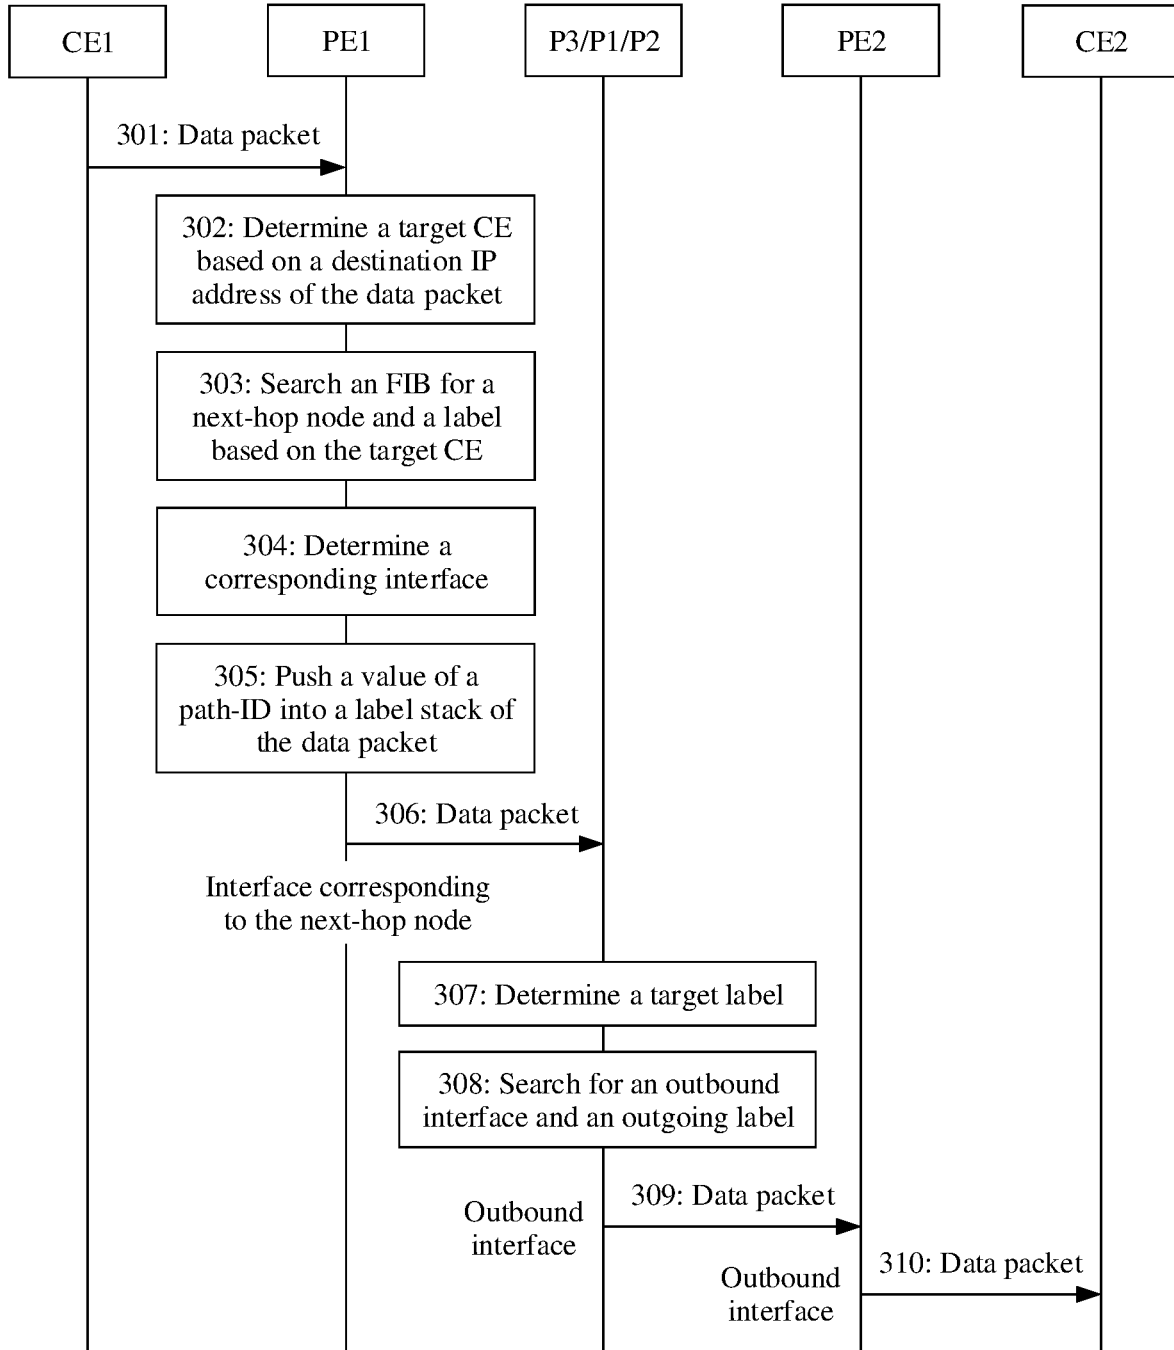 CE1
PE1
P3/P1/P2
PE2
CE2
301: Data packet
302: Determine a target CE
based on a destination IP
address of the data packet
303: Search an FIB for a
next-hop node and a label
based on the target CE
304: Determine a
corresponding interface
305: Push a value of a
path-ID into a label stack of
the data packet
306: Data packet
Interface corresponding
to the next-hop node
307: Determine a target label
308: Search for an outbound
interface and an outgoing label
309: Data packet
Outbound
interface
310: Data packet
Outbound
interface